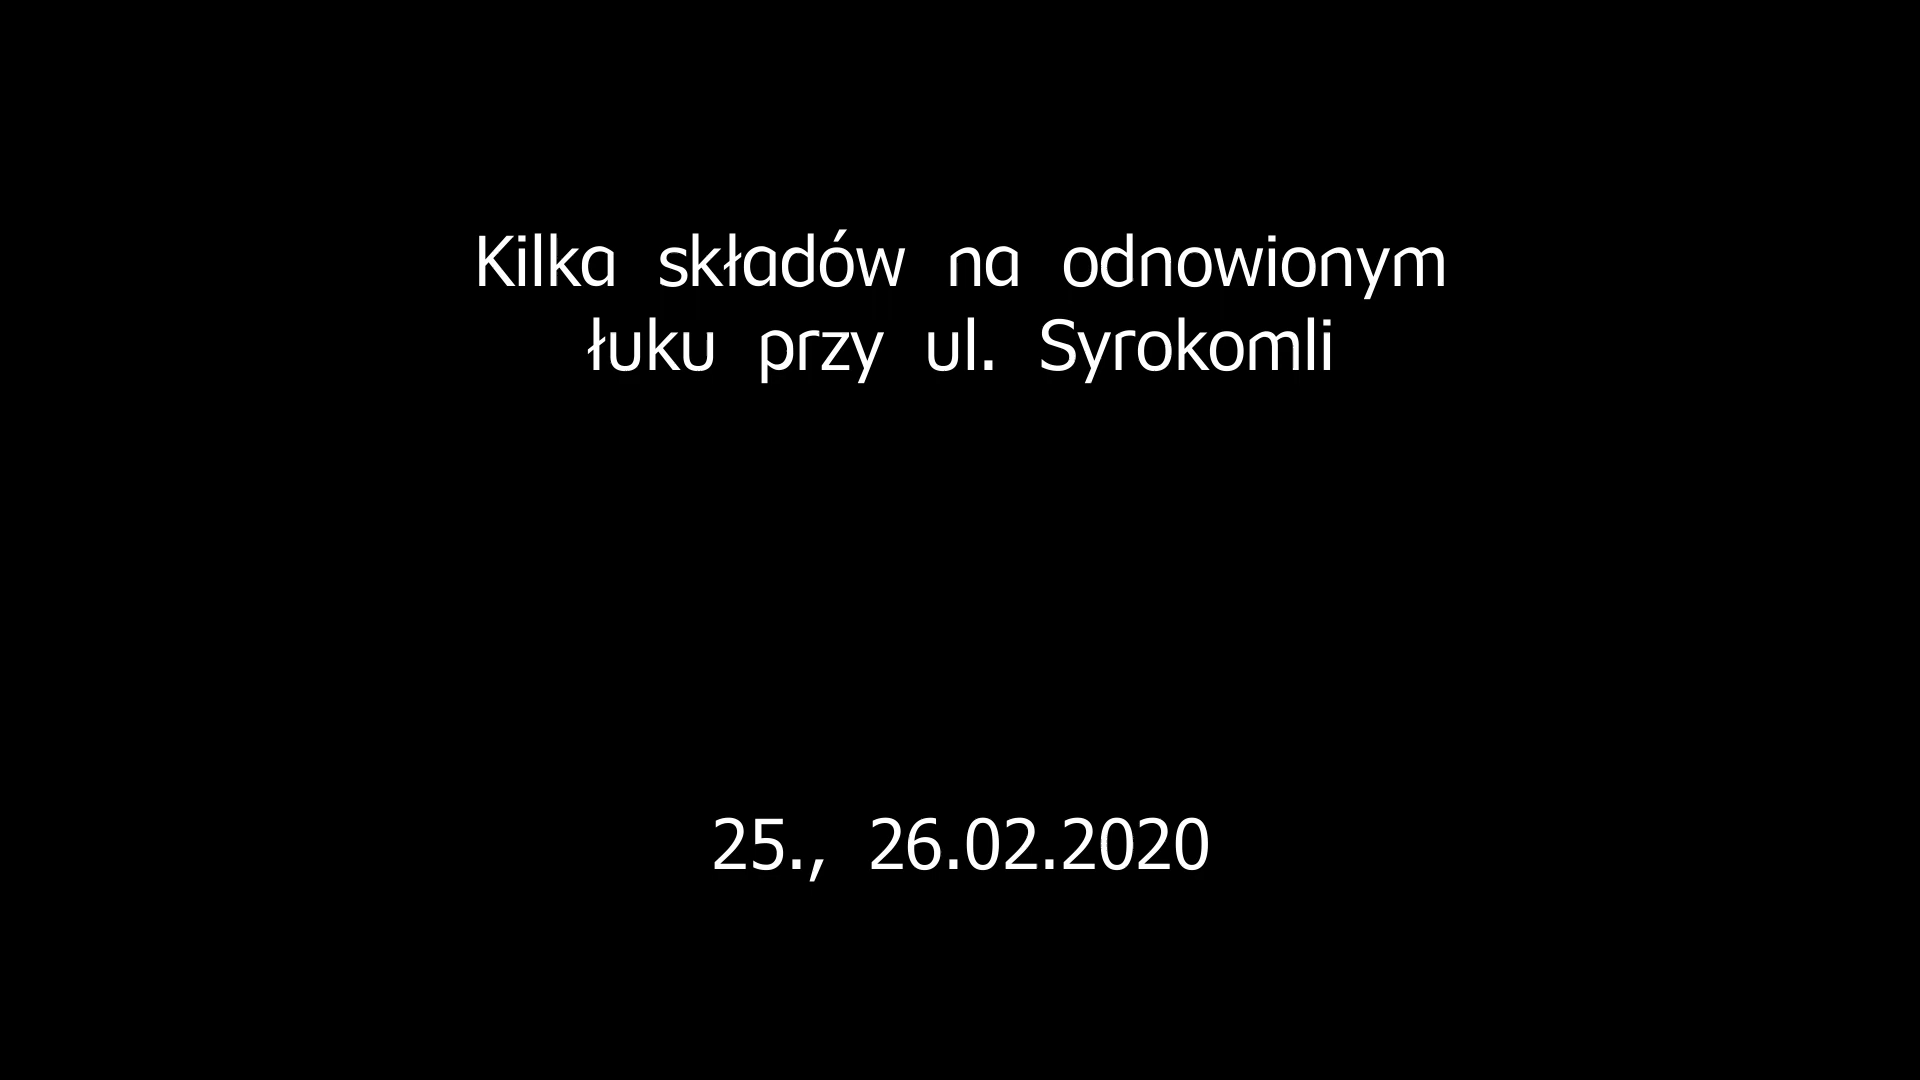 Kilka składów na odnowionym
łuku przy ul. Syrokomli
25., 26.02.2020